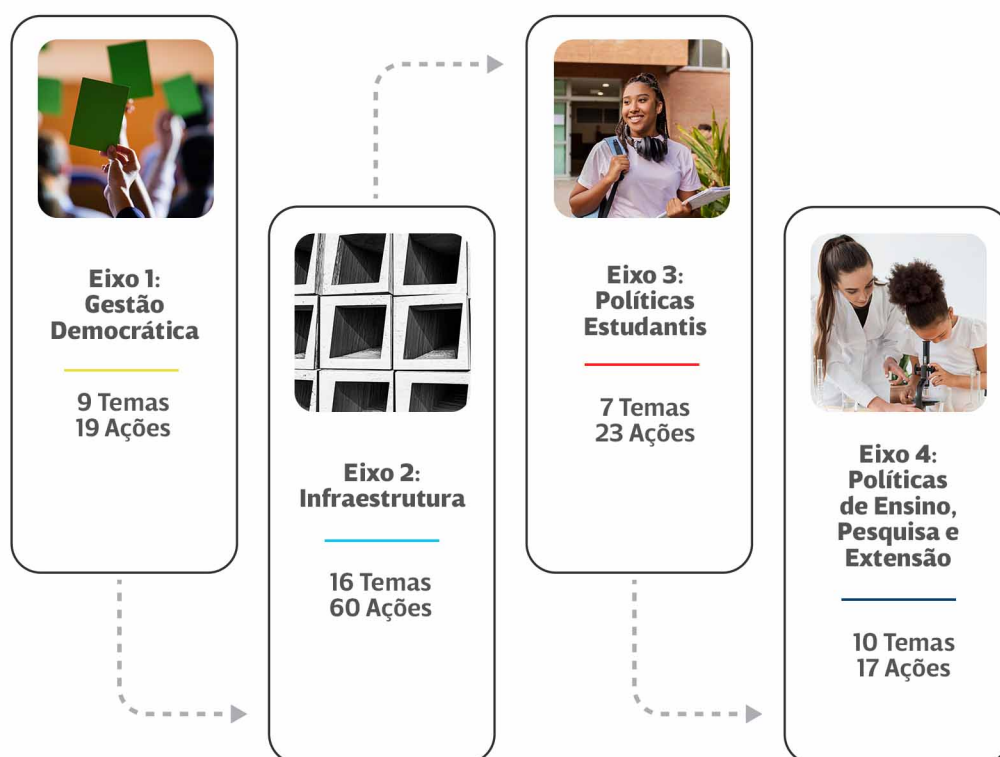 Eixo 1:
Gestão
Democrática
9 Temas
19 Ações
Eixo 2:
Infraestrutura
16 Temas
60 Ações
Eixo 3:
Políticas
Estudantis
7 Temas
23 Ações
Eixo 4:
Políticas
de Ensino,
Pesquisa e
Extensão
10 Temas
17 Ações